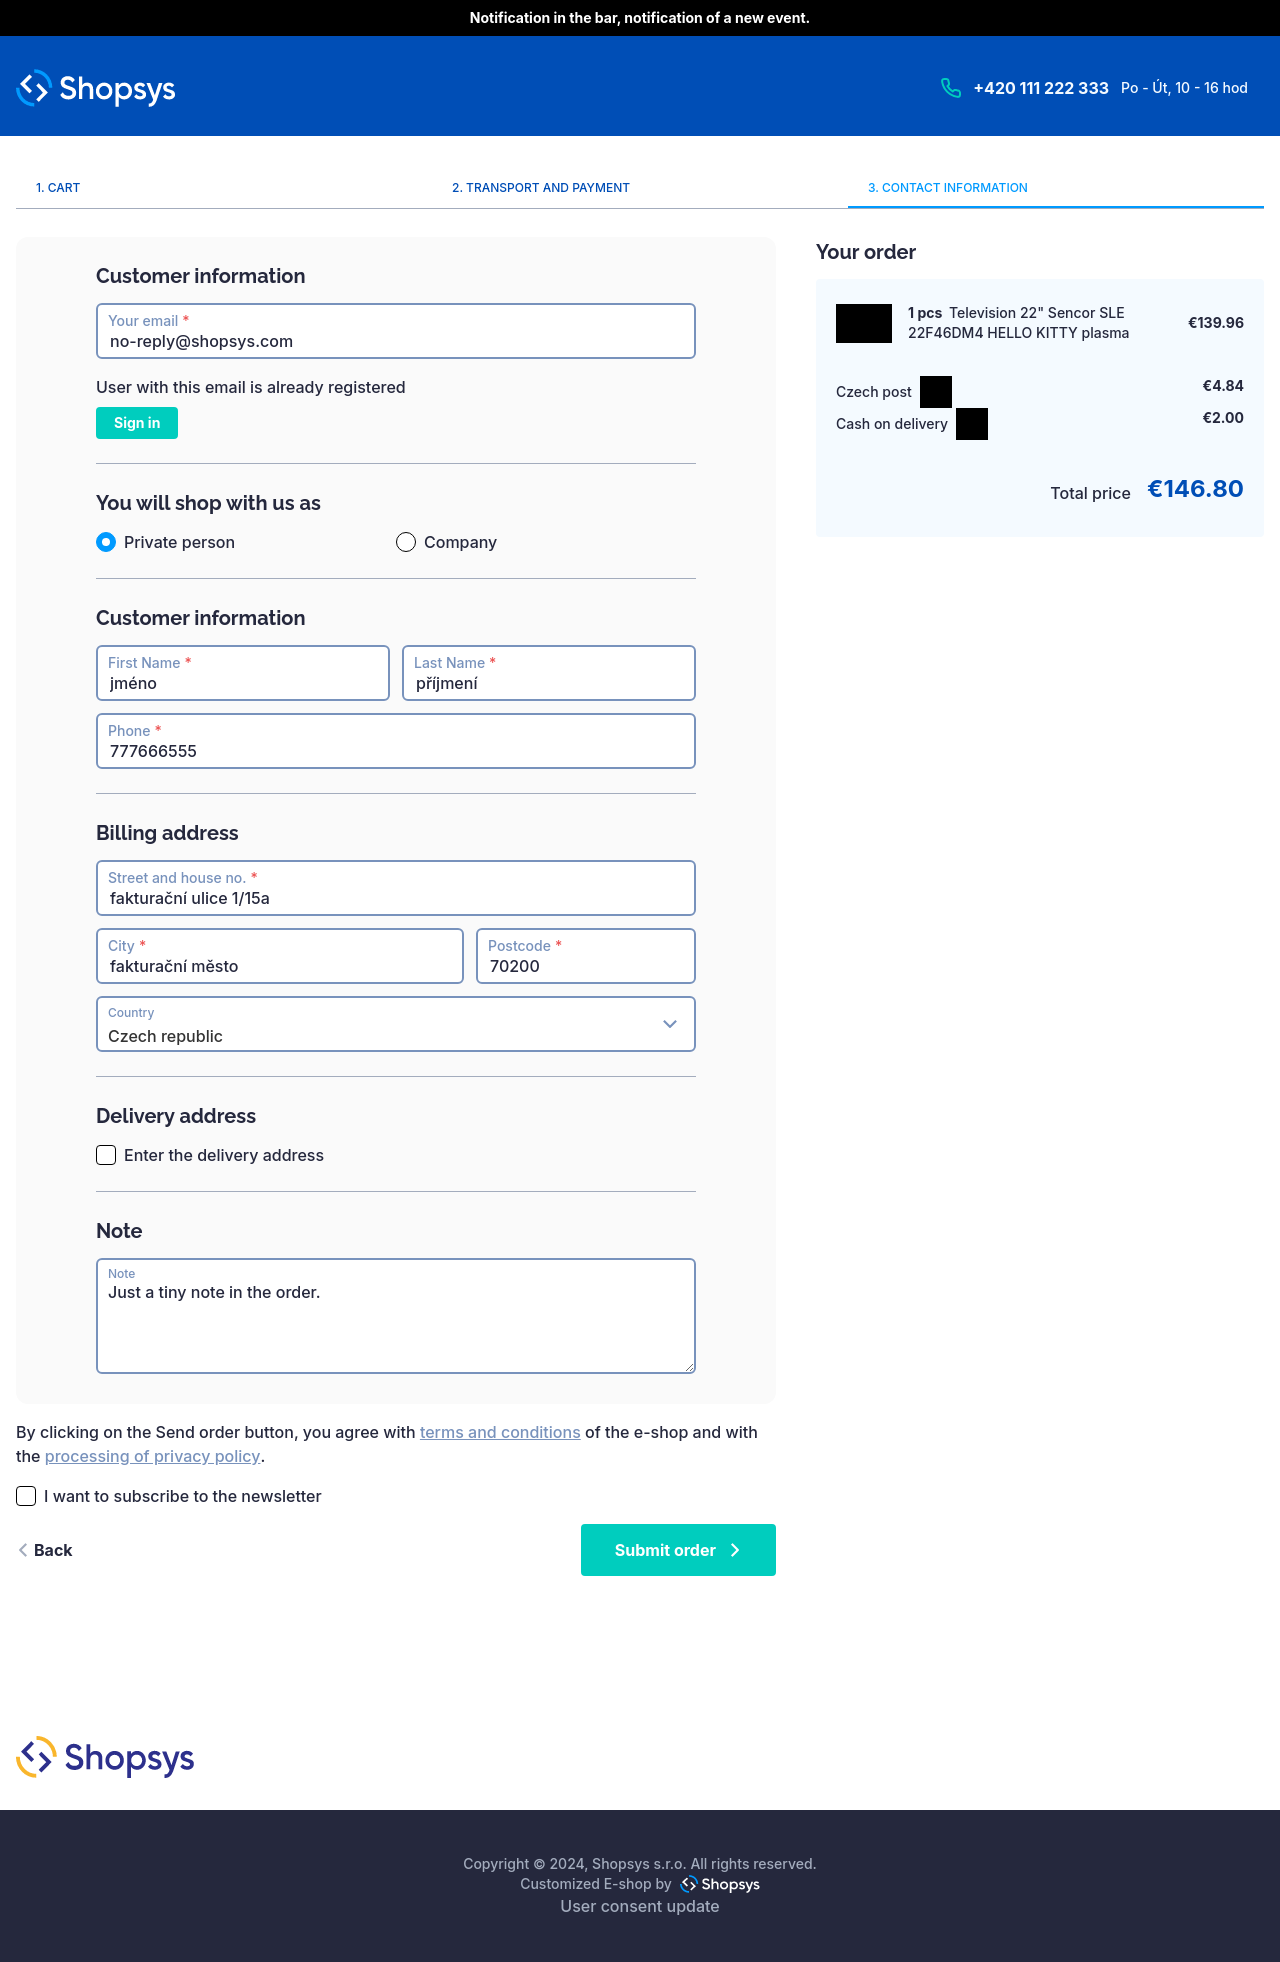 Notification in the bar, notification of a new event.
Shopsys
+420 111 222 333 Po - Út, 10 - 16 hod
1. CART
2. TRANSPORT AND PAYMENT
3. CONTACT INFORMATION
Customer information
Your email *
no-reply@shopsys.com
User with this email is already registered
Sign in
You will shop with us as
Private person
Company
Customer information
First Name *
jméno
Last Name *
příjmení
Phone *
777666555
Billing address
Street and house no. *
fakturační ulice 1/15a
City *
fakturační město
Postcode *
70200
Country
Czech republic
Delivery address
Enter the delivery address
Note
Note
Just a tiny note in the order.
Your order
1 pcs Television 22" Sencor SLE
22F46DM4 HELLO KITTY plasma
€139.96
Czech post
€4.84
Cash on delivery
€2.00
Total price €146.80
By clicking on the Send order button, you agree with terms and conditions of the e-shop and with
the processing of privacy policy.
I want to subscribe to the newsletter
Back
Submit order
Shopsys
Copyright © 2024, Shopsys s.r.o. All rights reserved.
Customized E-shop by Shopsys
User consent update